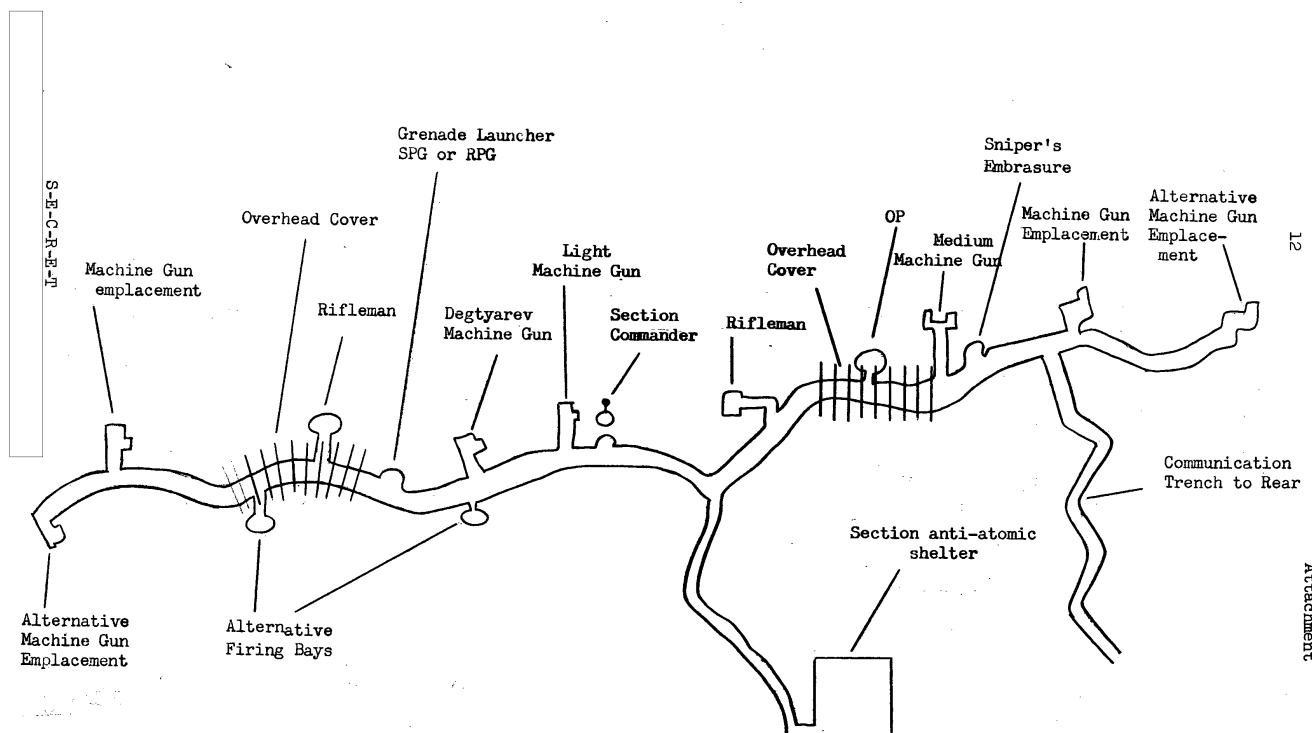 S-E-C-R-E-T
12
Attachment
Grenade Launcher
SPG or RPG
Sniper's
Embrasure
Alternative
Machine Gun
Emplace-
ment
Machine Gun
Emplacement
Overhead Cover
OP
Medium
Machine Gun
Overhead
Cover
Light
Machine Gun
Machine Gun
emplacement
Rifleman
Degtyarev
Machine Gun
Section
Commander
Rifleman
Communication
Trench to Rear
Section anti-atomic
shelter
Alternative
Machine Gun
Emplacement
Alternative
Firing Bays